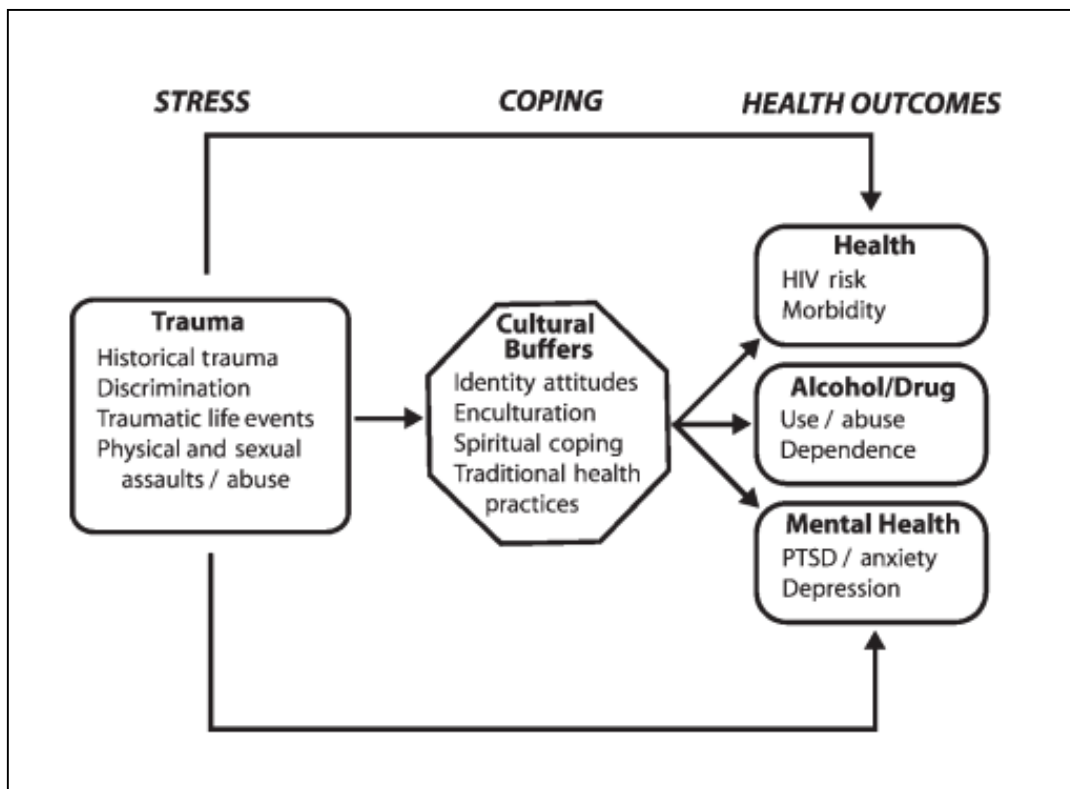 STRESS
COPING
HEALTH OUTCOMES
Trauma
Historical trauma
Discrimination
Traumatic life events
Physical and sexual
assaults / abuse
Cultural
Buffers
Identity attitudes
Enculturation
Spiritual coping
Traditional health
practices
Health
HIV risk
Morbidity
Alcohol/Drug
Use / abuse
Dependence
Mental Health
PTSD / anxiety
Depression